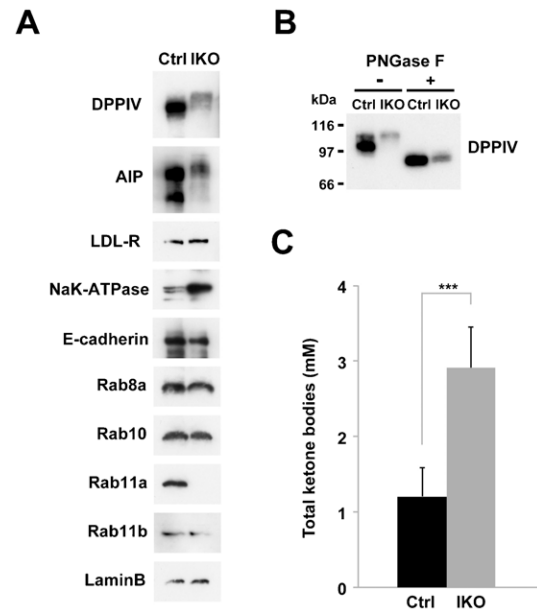 A
Ctrl IKO
DPPIV
AIP
LDL-R
NaK-ATPase
E-cadherin
Rab8a
Rab10
Rab11a
Rab11b
LaminB
B
PNGase F
- +
kDa Ctrl IKO Ctrl IKO
116
97
66
DPPIV
C
***
Total ketone bodies (mM)
4
3
2
1
0
Ctrl IKO